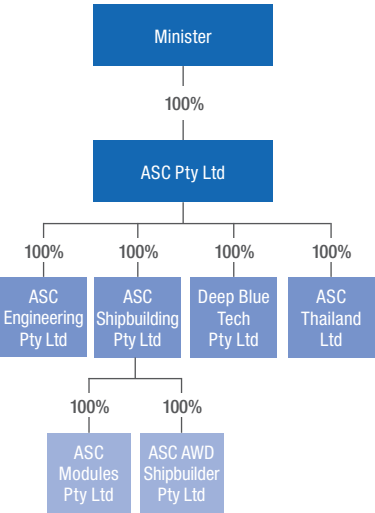 Minister
100%
ASC Pty Ltd
100% 100% 100% 100%
ASC
Engineering
Pty Ltd
ASC
Shipbuilding
Pty Ltd
Deep Blue
Tech
Pty Ltd
ASC
Thailand
Ltd
100% 100%
ASC
Modules
Pty Ltd
ASC AWD
Shipbuilder
Pty Ltd